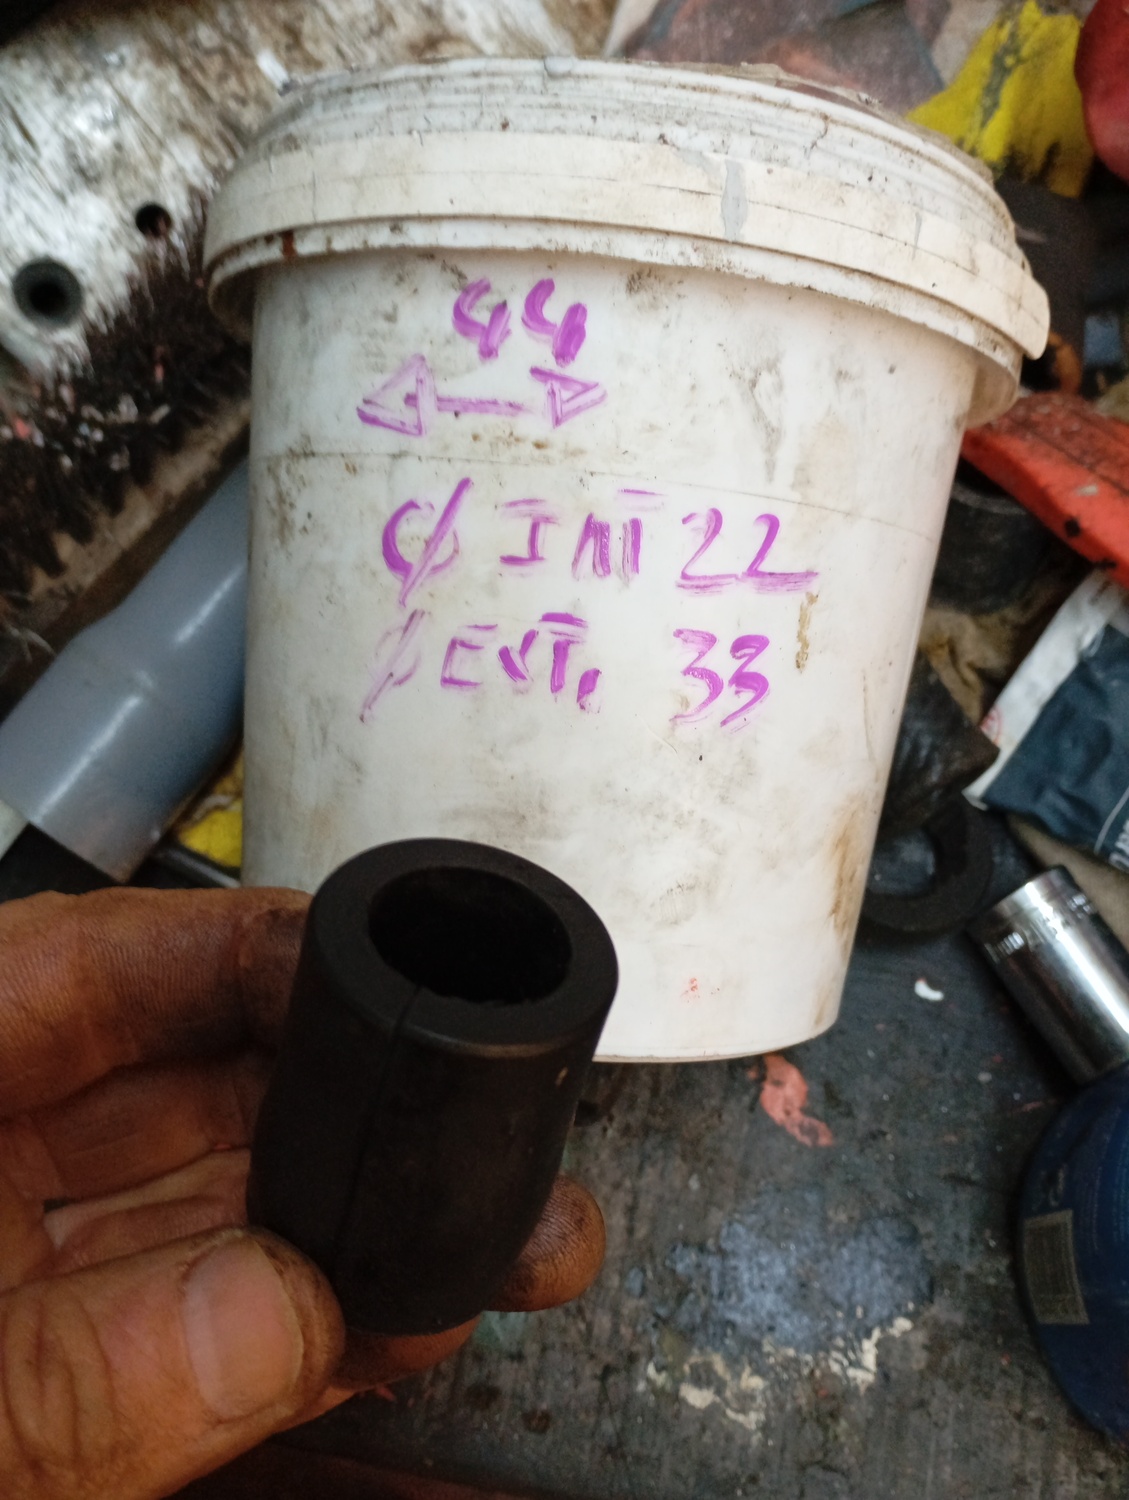 44
Ø INT 22
Ø EXT. 33